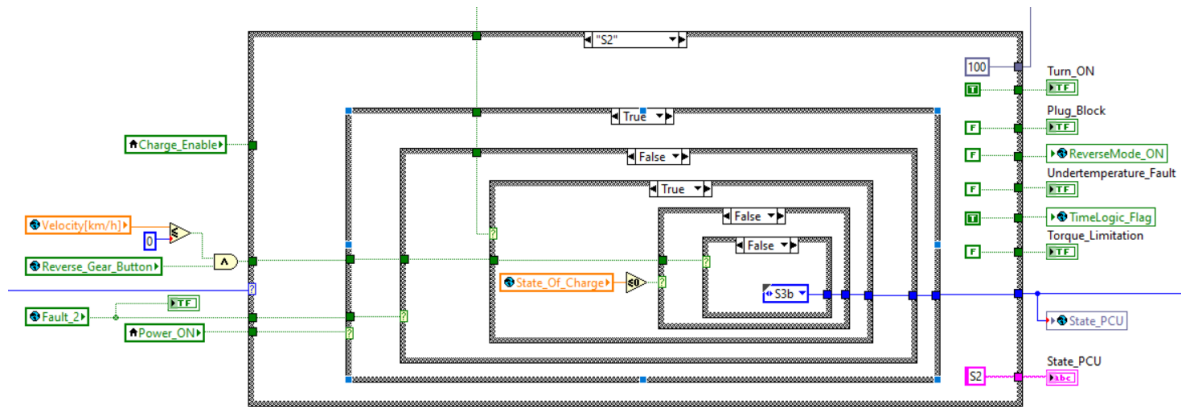 "S2"
100
Turn_ON
T
TF
True
Plug_Block
F
TF
Charge_Enable
False
F
ReverseMode_ON
Undertemperature_Fault
True
F
TF
Velocity[km/h]
≤
False
T
TimeLogic_Flag
0
Torque_Limitation
False
F
TF
Reverse_Gear_Button
∧
State_Of_Charge
≤0
S3b
TF
Fault_2
State_PCU
Power_ON
State_PCU
S2
abc